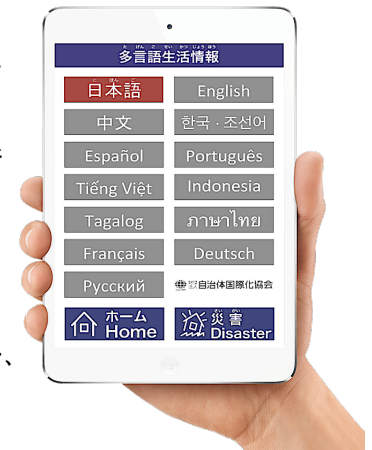 多言語生活情報
日本語
English
中文
한국・조선어
Español
Português
Tiếng Việt
Indonesia
Tagalog
ภาษาไทย
Français
Deutsch
Русский
自治体国際化協会
ホーム
Home
災害
Disaster